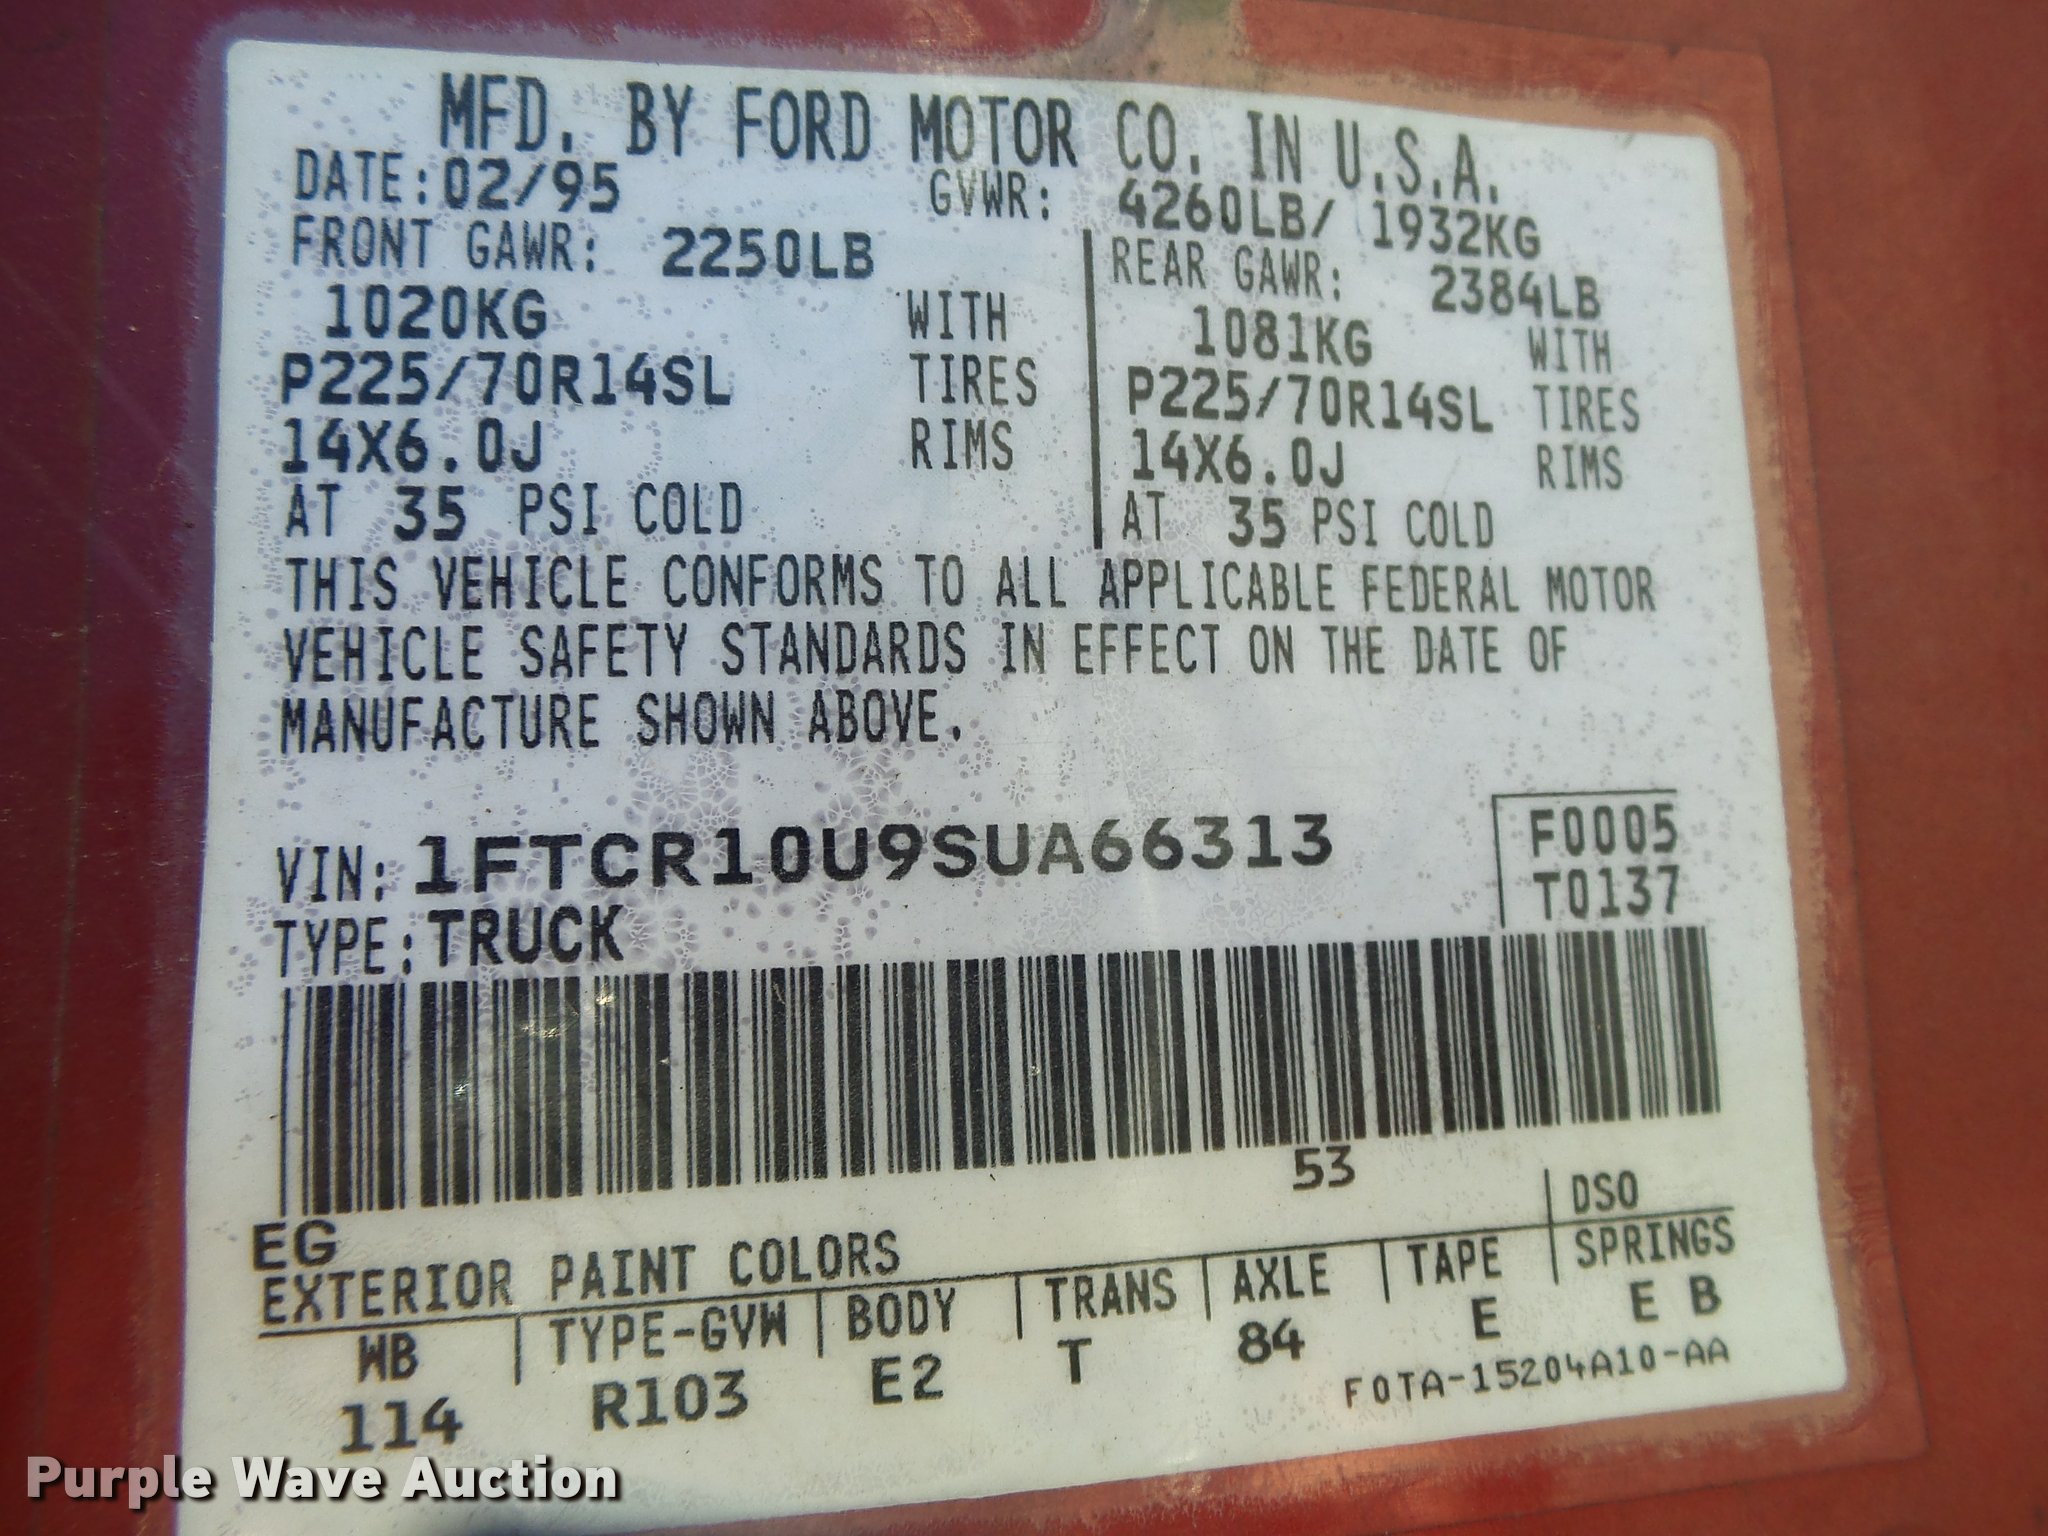 MFD. BY FORD MOTOR CO. IN U.S.A.
DATE: 02/95 GVWR: 4260LB/ 1932KG
FRONT GAWR: 2250LB
1020KG WITH
P225/70R14SL TIRES
14X6.0J RIMS
AT 35 PSI COLD
REAR GAWR: 2384LB
1081KG WITH
P225/70R14SL TIRES
14X6.0J RIMS
AT 35 PSI COLD
THIS VEHICLE CONFORMS TO ALL APPLICABLE FEDERAL MOTOR
VEHICLE SAFETY STANDARDS IN EFFECT ON THE DATE OF
MANUFACTURE SHOWN ABOVE.
VIN: 1FTCR10U9SUA66313
F0005
T0137
TYPE: TRUCK
53
EG
EXTERIOR PAINT COLORS DSO
WB TYPE-GVW BODY TRANS AXLE TAPE SPRINGS
114 R103 E2 T 84 E E B
F0TA-15204A10-AA
Purple Wave Auction